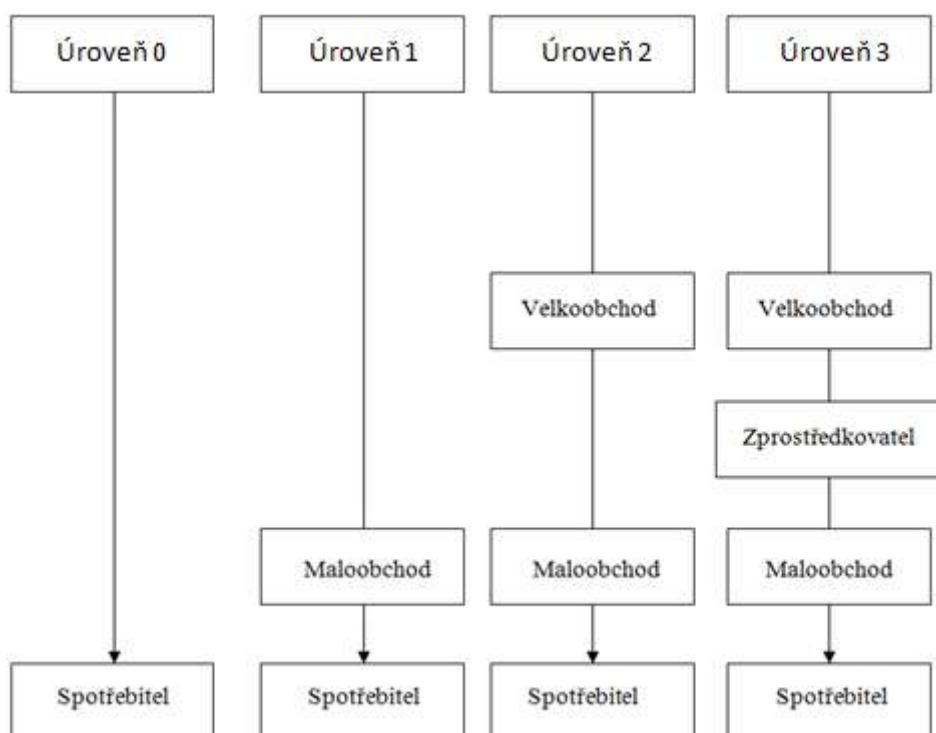 Úroveň 0
Úroveň 1
Úroveň 2
Úroveň 3
Velkoobchod
Velkoobchod
Zprostředkovatel
Maloobchod
Maloobchod
Maloobchod
Spotřebitel
Spotřebitel
Spotřebitel
Spotřebitel